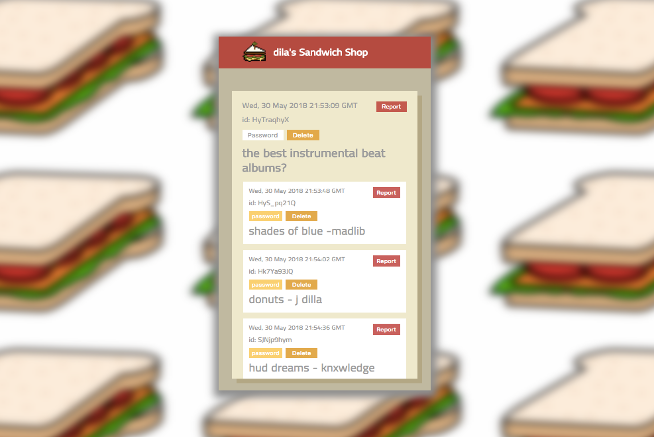 dila's Sandwich Shop
Wed, 30 May 2018 21:53:09 GMT
Report
id: HyTraqhyX
Password
Delete
the best instrumental beat
albums?
Wed, 30 May 2018 21:53:48 GMT
Report
id: HyS_pq21Q
password
Delete
shades of blue -madlib
Wed, 30 May 2018 21:54:02 GMT
Report
id: Hk7Ya93JQ
password
Delete
donuts - j dilla
Wed, 30 May 2018 21:54:36 GMT
Report
id: SJNjp9hym
password
Delete
hud dreams - knxwledge